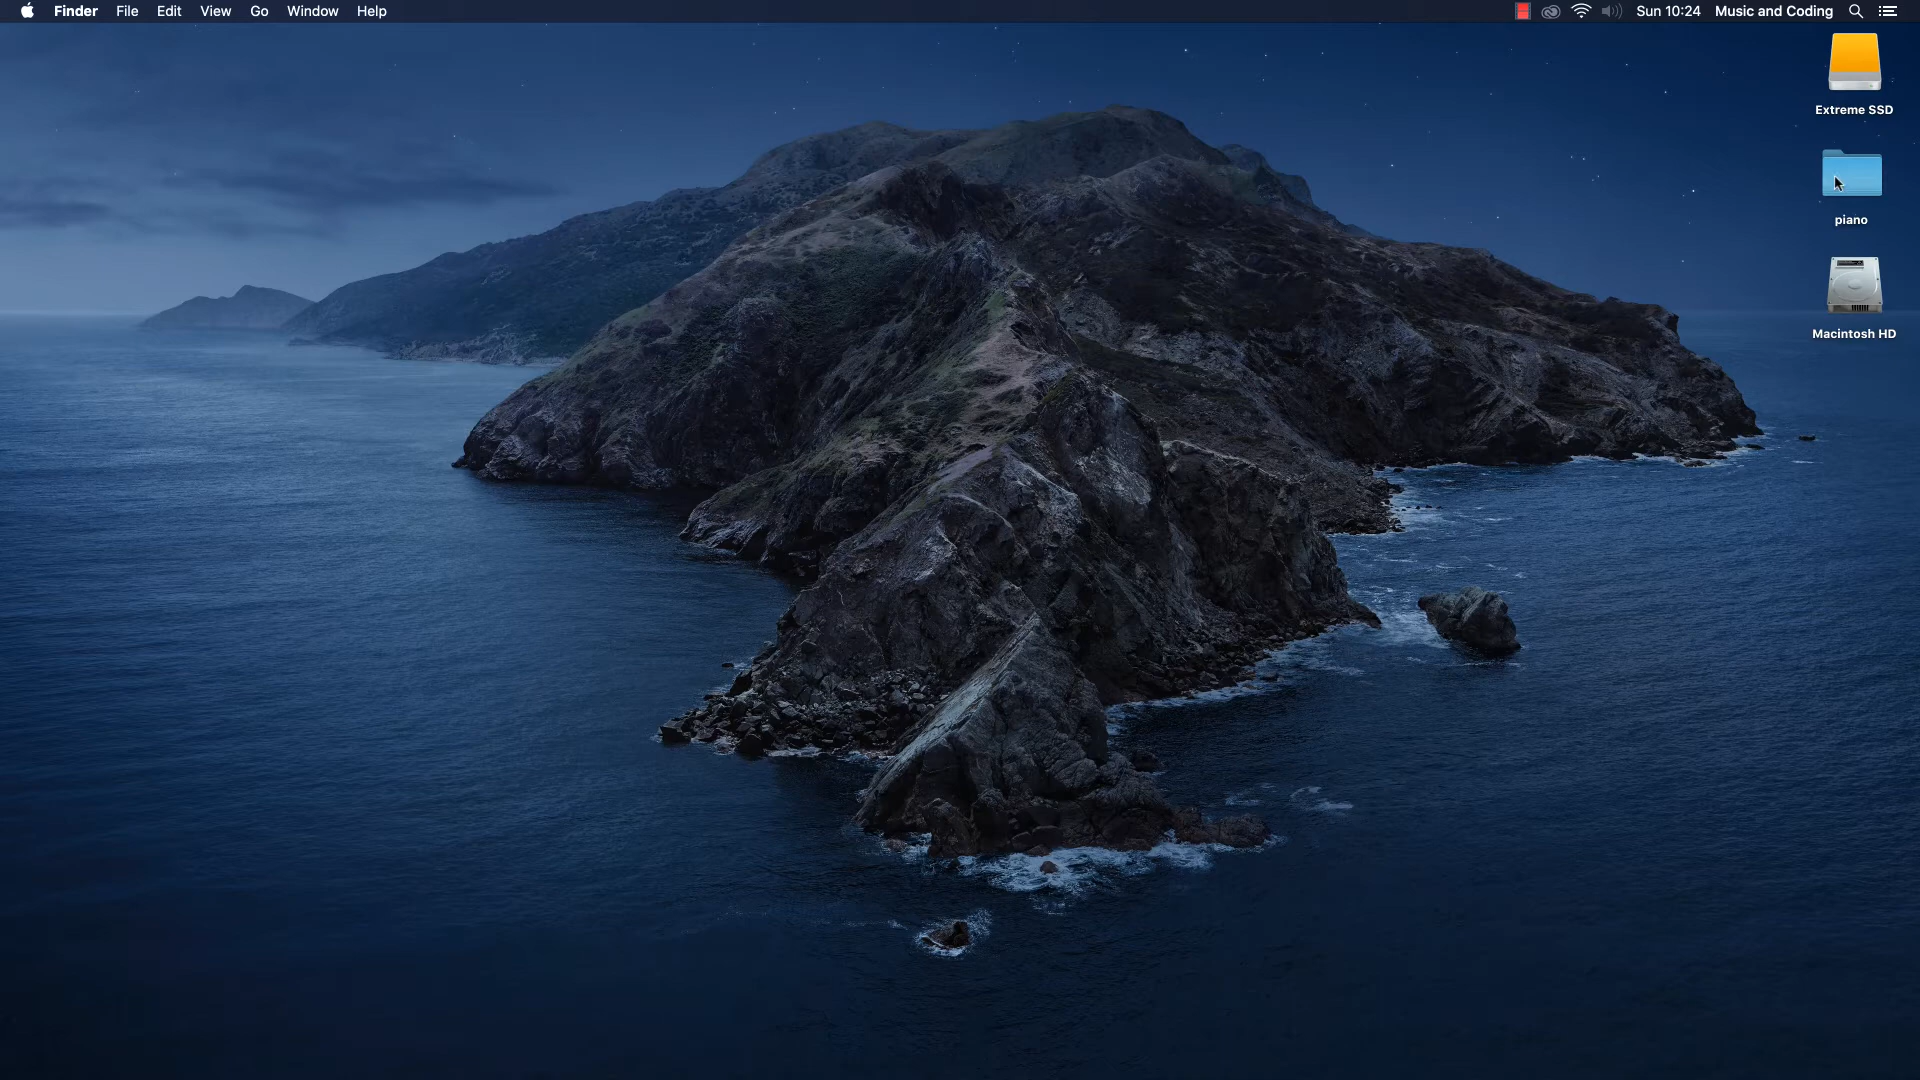 Finder File Edit View Go Window Help Sun 10:24 Music and Coding
Extreme SSD
piano
Macintosh HD